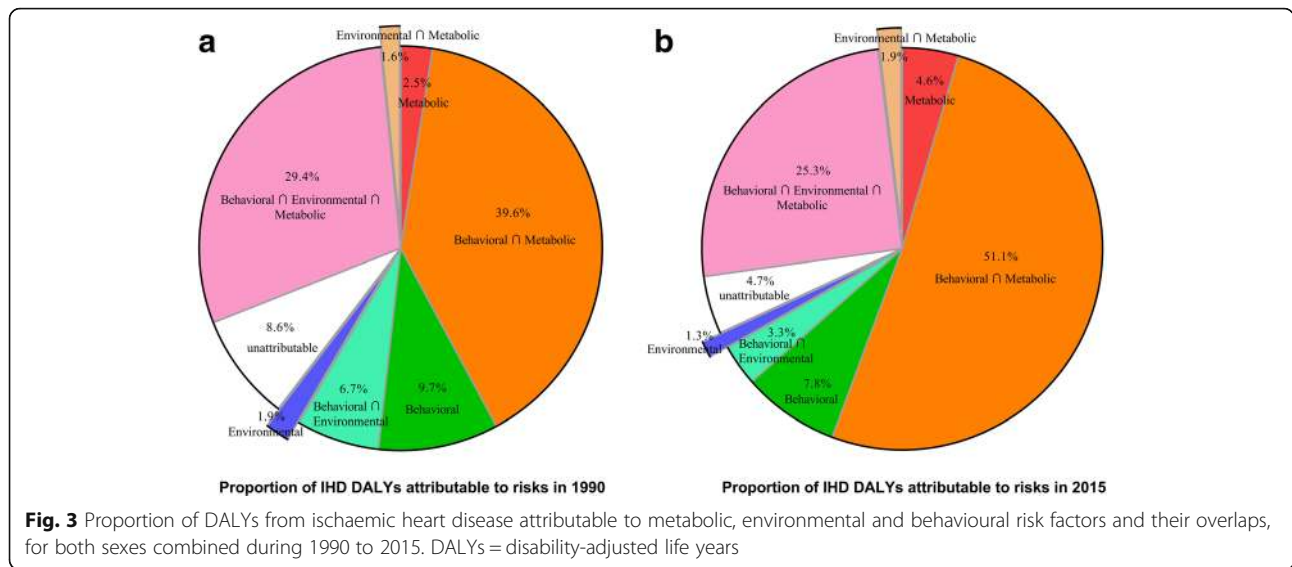 a
Environmental ∩ Metabolic
1.6%
2.5%
Metabolic
29.4%
Behavioral ∩ Environmental ∩
Metabolic
39.6%
Behavioral ∩ Metabolic
8.6%
unattributable
1.9%
Environmental
6.7%
Behavioral ∩
Environmental
9.7%
Behavioral
Proportion of IHD DALYs attributable to risks in 1990
b
Environmental ∩ Metabolic
1.9%
4.6%
Metabolic
25.3%
Behavioral ∩ Environmental ∩
Metabolic
51.1%
Behavioral ∩ Metabolic
4.7%
unattributable
1.3%
Environmental
3.3%
Behavioral ∩
Environmental
7.8%
Behavioral
Proportion of IHD DALYs attributable to risks in 2015
Fig. 3 Proportion of DALYs from ischaemic heart disease attributable to metabolic, environmental and behavioural risk factors and their overlaps,
for both sexes combined during 1990 to 2015. DALYs = disability-adjusted life years